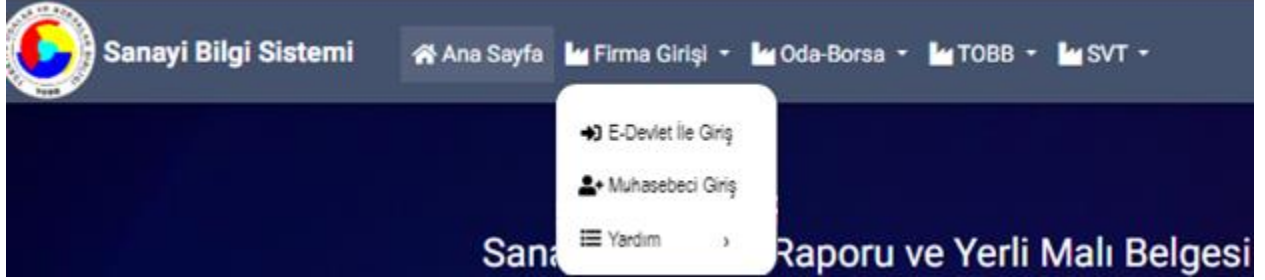 Sanayi Bilgi Sistemi Ana Sayfa Firma Girişi Oda-Borsa TOBB SVT
E-Devlet İle Giriş
Muhasebeci Giriş
Yardım
Raporu ve Yerli Malı Belgesi